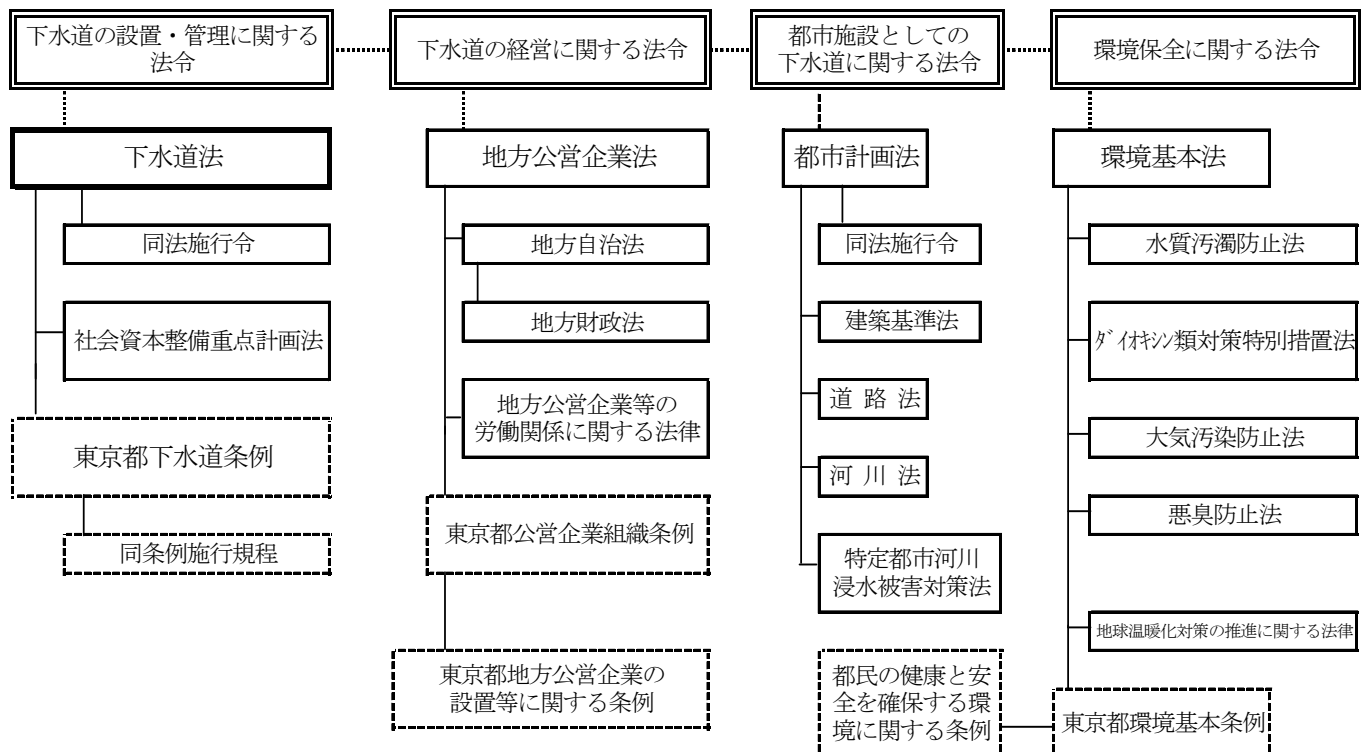 下水道の設置・管理に関する
法令
下水道の経営に関する法令
都市施設としての
下水道に関する法令
環境保全に関する法令
下水道法
同法施行令
社会資本整備重点計画法
東京都下水道条例
同条例施行規程
地方公営企業法
地方自治法
地方財政法
地方公営企業等の
労働関係に関する法律
東京都公営企業組織条例
東京都地方公営企業の
設置等に関する条例
都市計画法
同法施行令
建築基準法
道 路 法
河 川 法
特定都市河川
浸水被害対策法
都民の健康と安
全を確保する環
境に関する条例
環境基本法
水質汚濁防止法
ダイオキシン類対策特別措置法
大気汚染防止法
悪臭防止法
地球温暖化対策の推進に関する法律
東京都環境基本条例